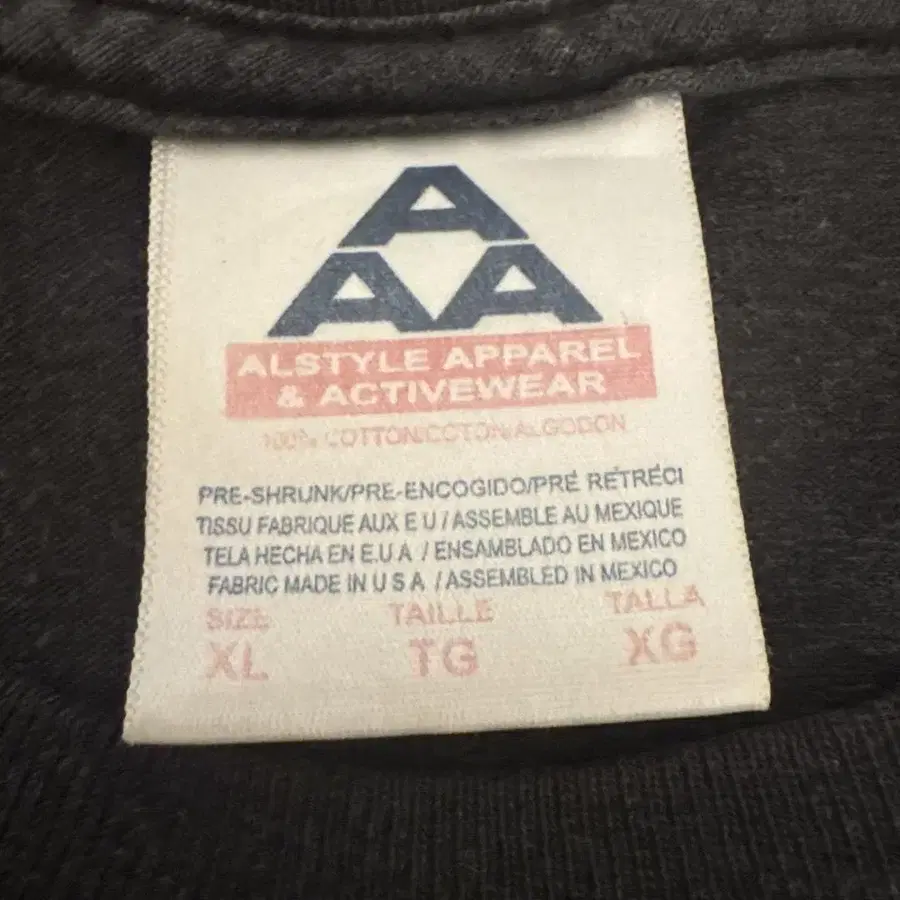 A
AA
ALSTYLE APPAREL
& ACTIVEWEAR
100% COTTON/COTON/ALGODON
PRE-SHRUNK/PRE-ENCOGIDO/PRÉ RÉTRÉCI
TISSU FABRIQUE AUX E U / ASSEMBLE AU MEXIQUE
TELA HECHA EN E.U.A / ENSAMBLADO EN MEXICO
FABRIC MADE IN U S A / ASSEMBLED IN MEXICO
SIZE TAILLE TALLA
XL TG XG